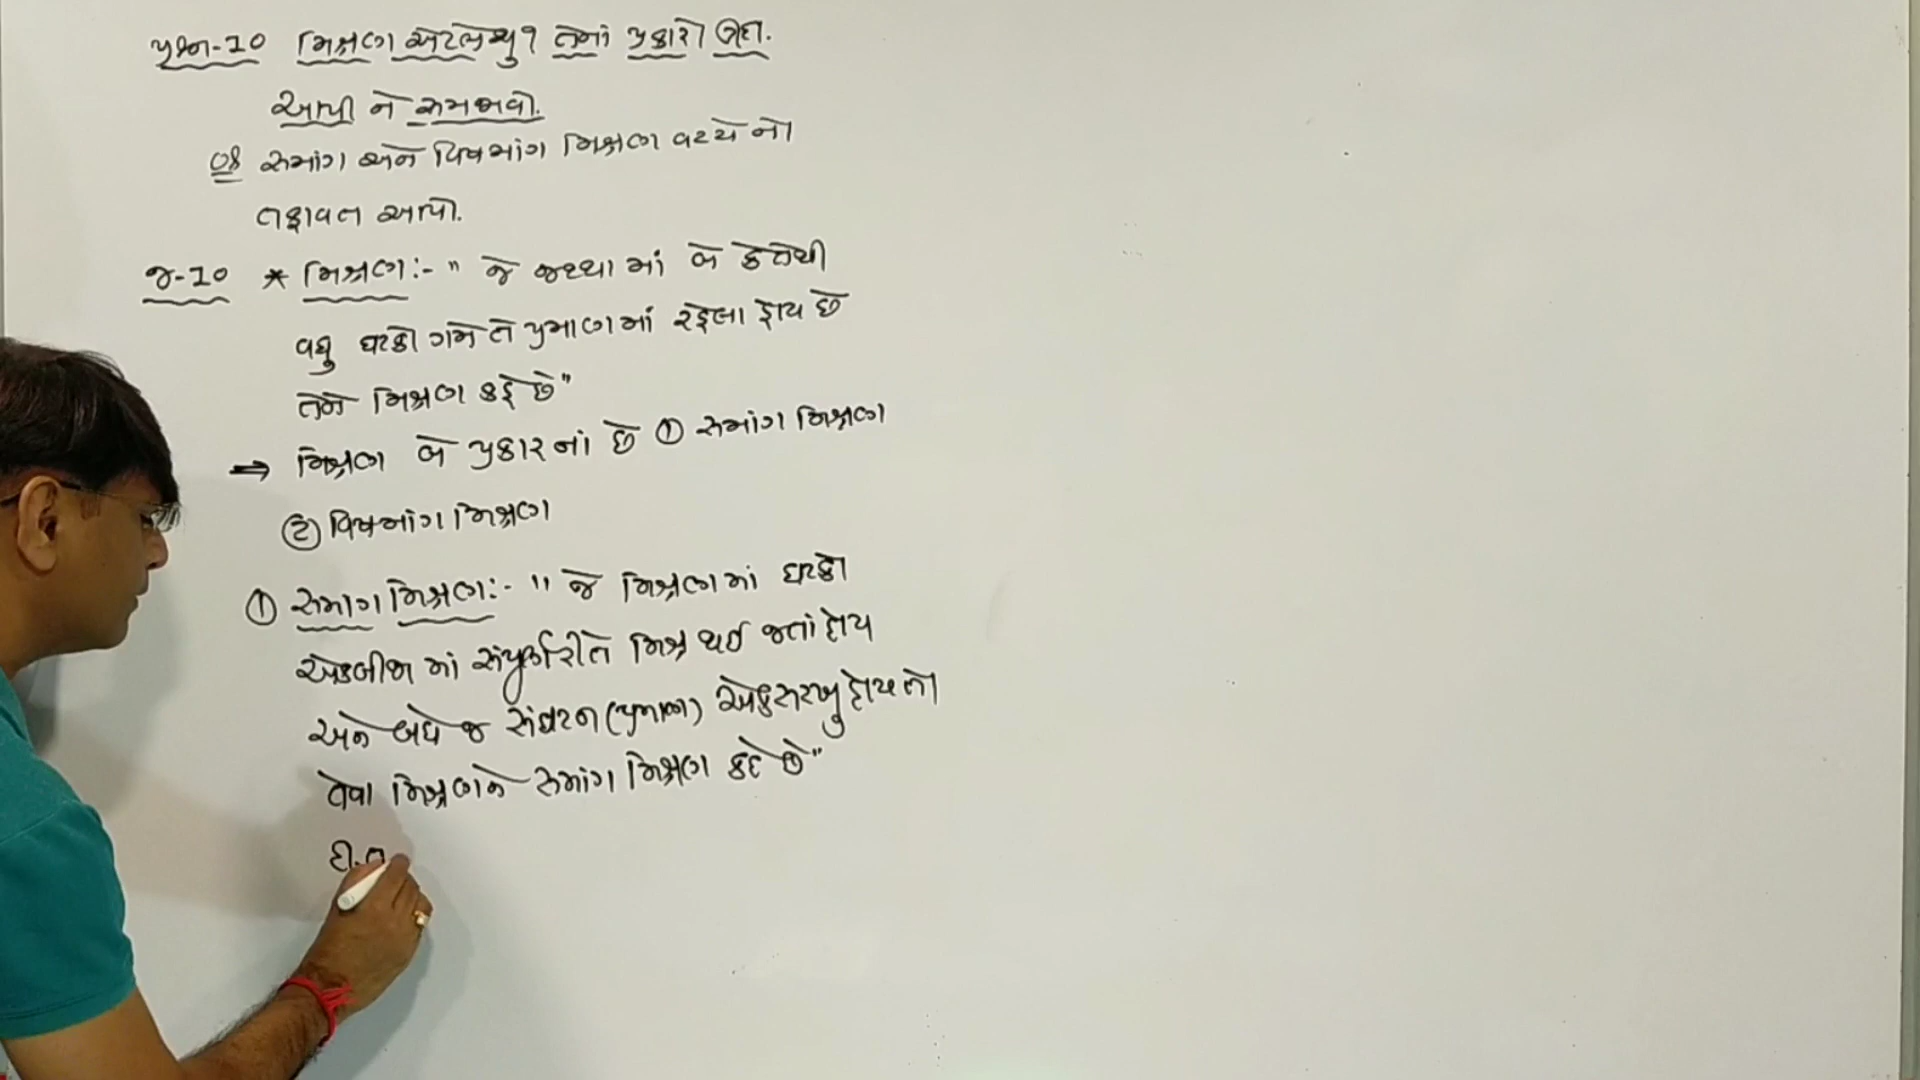 પ્રશ્ન-10 મિશ્રણ એટલે શું? તેનાં પ્રકારો ઉદા.
આપી ને સમજાવો.
OR સમાંગ અને વિષમાંગ મિશ્રણ વચ્ચે નો
તફાવત આપો.
જ-10 * મિશ્રણ:- " જે જથ્થા માં બે કે તેથી
વધુ ઘટકો ગમે તે પ્રમાણમાં રહેલા હોય છે
તેને મિશ્રણ કહે છે"
⇒ મિશ્રણ બે પ્રકારનાં છે ① સમાંગ મિશ્રણ
② વિષમાંગ મિશ્રણ
① સમાગ મિશ્રણ:- " જે મિશ્રણમાં ઘટકો
એકબીજા માં સંપૂર્ણ રીતે મિશ્ર થઈ જતાં હોય
અને બધે જ સંઘટન (પ્રમાણ) એકસરખુ હોય તો
તેવા મિશ્રણને સમાંગ મિશ્રણ કહે છે"
દા.ત